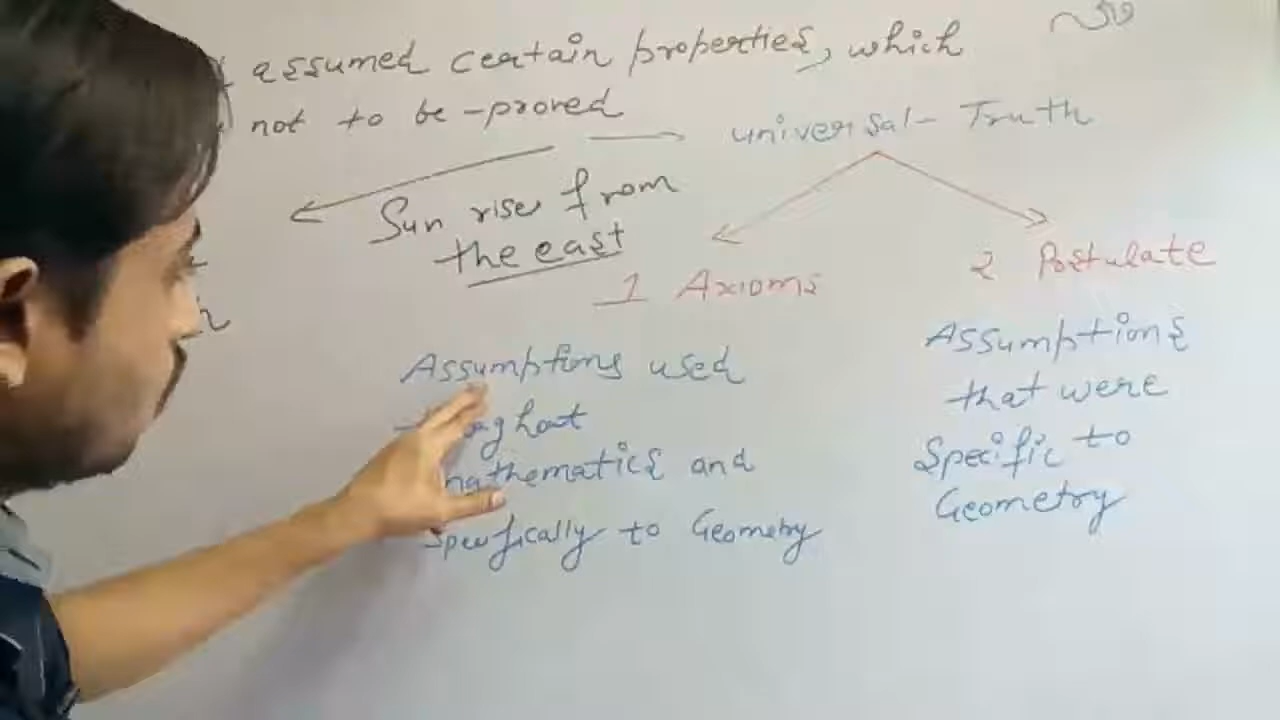 assumed certain properties, which
not to be-proved
universal- Truth
Sun rise from
the east
1 Axioms
2 Postulate
Assumptions used
mathematics and
Specifically to Geometry
Assumptions
that were
Specific to
Geometry